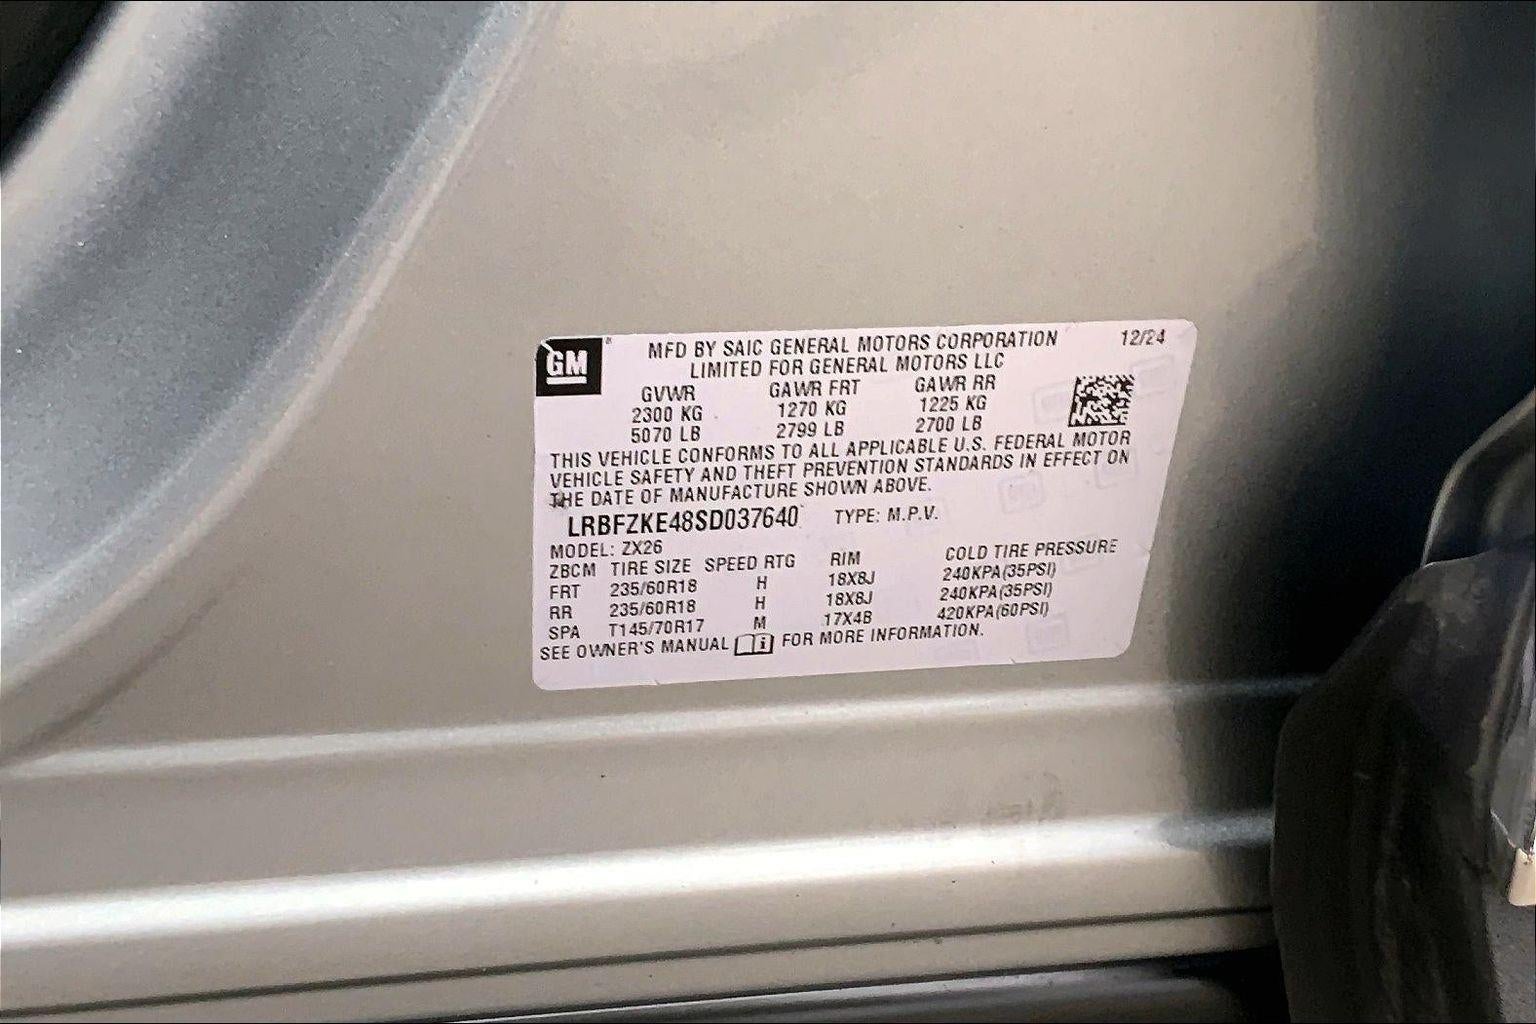 GM
MFD BY SAIC GENERAL MOTORS CORPORATION 12/24
LIMITED FOR GENERAL MOTORS LLC
GVWR GAWR FRT GAWR RR
2300 KG 1270 KG 1225 KG
5070 LB 2799 LB 2700 LB
THIS VEHICLE CONFORMS TO ALL APPLICABLE U.S. FEDERAL MOTOR
VEHICLE SAFETY AND THEFT PREVENTION STANDARDS IN EFFECT ON
THE DATE OF MANUFACTURE SHOWN ABOVE.
LRBFZKE48SD037640 TYPE: M.P.V.
MODEL: ZX26
ZBCM TIRE SIZE SPEED RTG RIM COLD TIRE PRESSURE
FRT 235/60R18 H 18X8J 240KPA(35PSI)
RR 235/60R18 H 18X8J 240KPA(35PSI)
SPA T145/70R17 M 17X4B 420KPA(60PSI)
SEE OWNER'S MANUAL i FOR MORE INFORMATION.